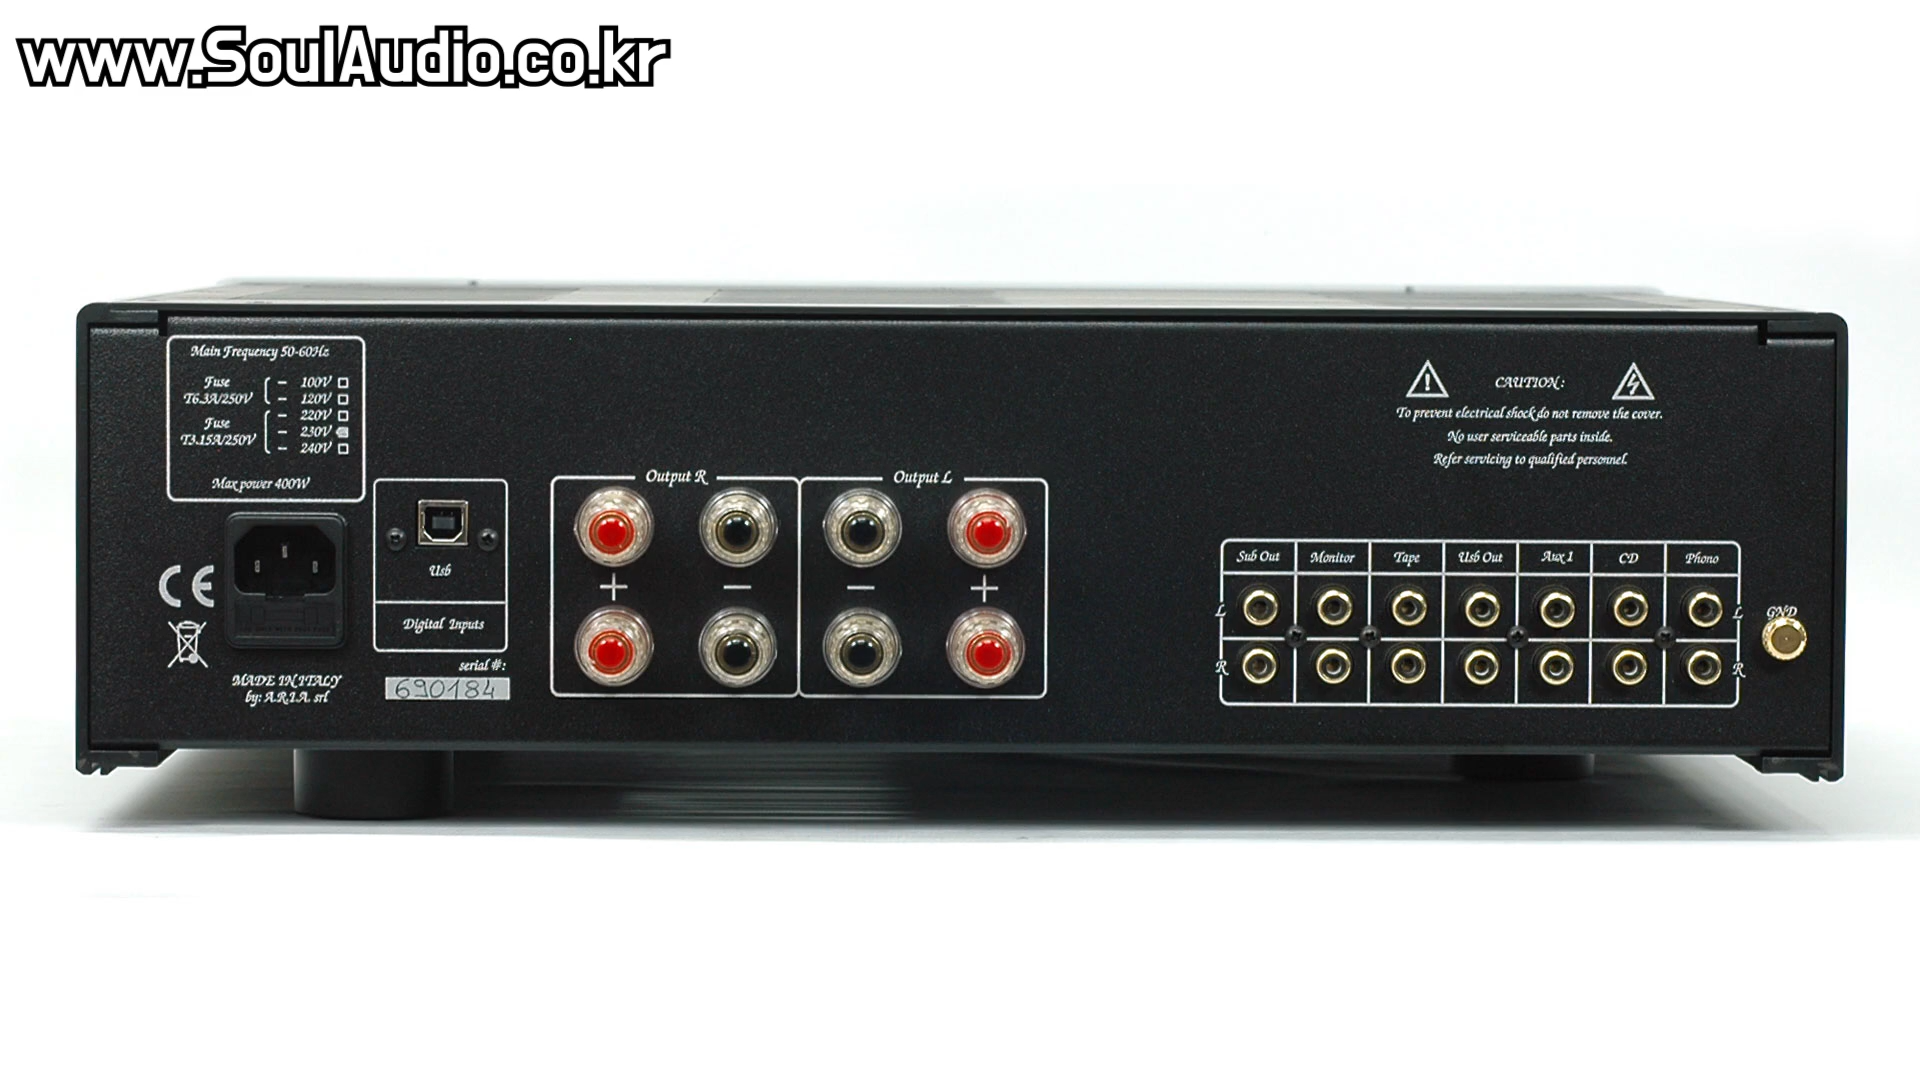 www.SoulAudio.co.kr
Main Frequency 50-60Hz
Fuse
T6.3A/250V
100V
120V
Fuse
T3.15A/250V
220V
230V
240V
Max power 400W
CAUTION:
To prevent electrical shock do not remove the cover.
No user serviceable parts inside.
Refer servicing to qualified personnel.
Output R
Output L
+ − − +
Usb
Digital Inputs
serial #:
690184
CE
MADE IN ITALY
by: A.R.I.A. srl
Sub Out Monitor Tape Usb Out Aux 1 CD Phono
L L
R R
GND